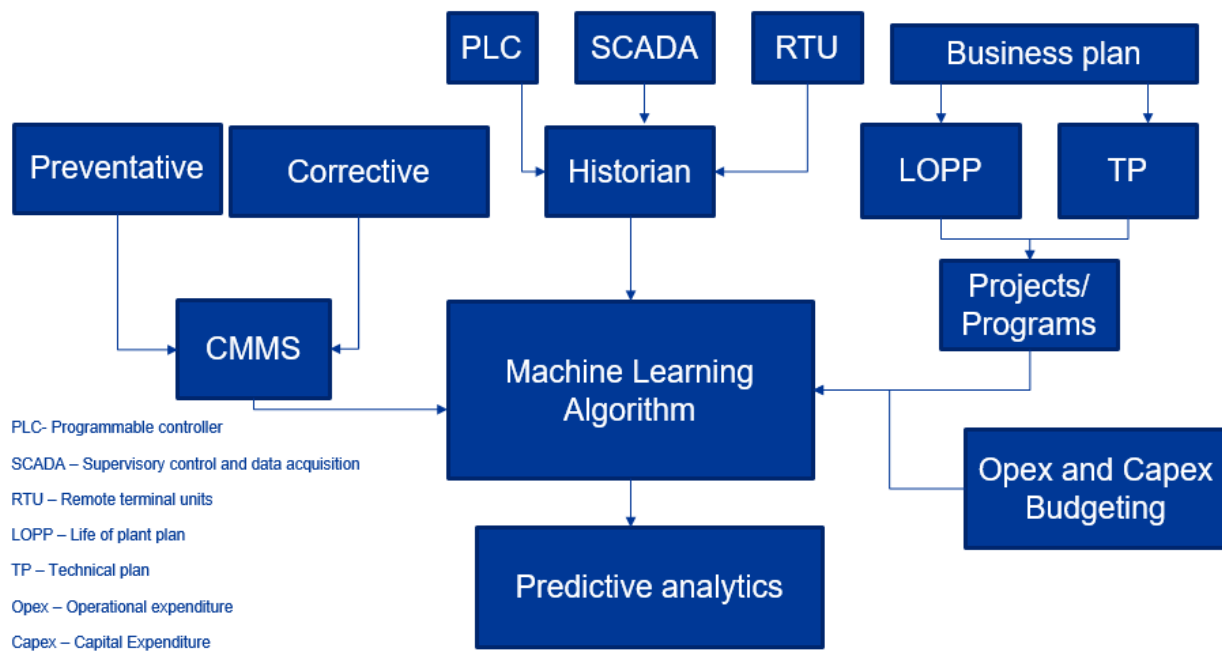 PLC
SCADA
RTU
Business plan
Preventative
Corrective
Historian
LOPP
TP
Projects/
Programs
CMMS
Machine Learning
Algorithm
PLC- Programmable controller
SCADA – Supervisory control and data acquisition
RTU – Remote terminal units
LOPP – Life of plant plan
TP – Technical plan
Opex – Operational expenditure
Capex – Capital Expenditure
Opex and Capex
Budgeting
Predictive analytics